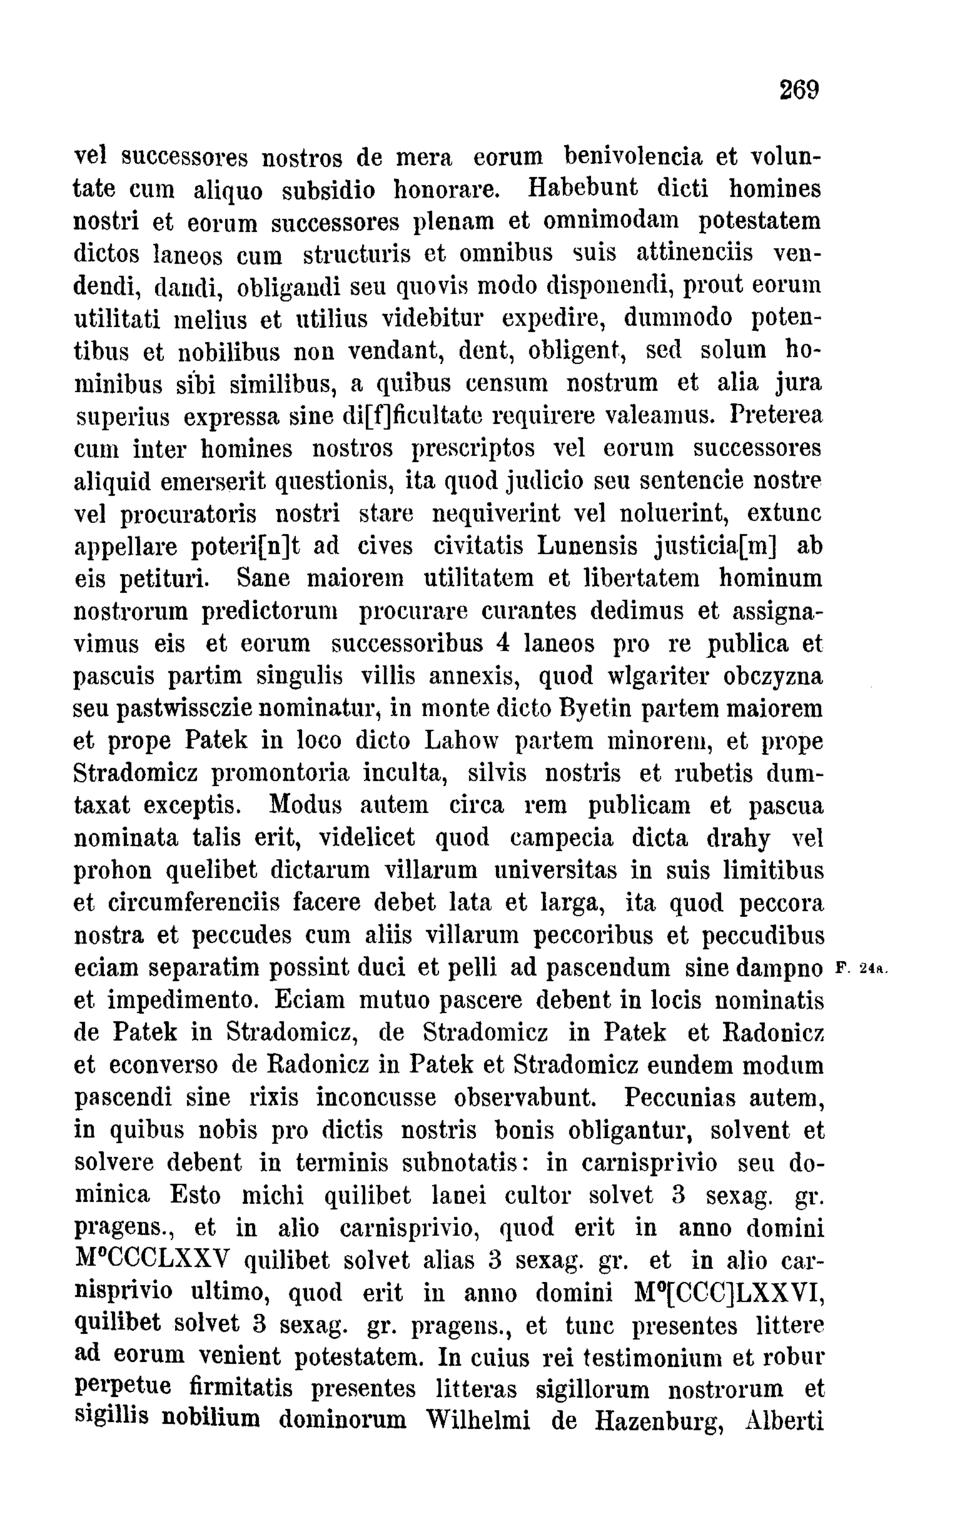 269
vel successores nostros de mera eorum benivolencia et volun-
tate cum aliquo subsidio honorare. Habebunt dicti homines
nostri et eorum successores plenam et omnimodam potestatem
dictos laneos cum structuris et omnibus suis attinenciis ven-
dendi, dandi, obligandi seu quovis modo disponendi, prout eorum
utilitati melius et utilius videbitur expedire, dummodo poten-
tibus et nobilibus non vendant, dent, obligent, sed solum ho-
minibus sibi similibus, a quibus censum nostrum et alia jura
superius expressa sine di[f]ficultate requirere valeamus. Preterea
cum inter homines nostros prescriptos vel eorum successores
aliquid emerserit questionis, ita quod judicio seu sentencie nostre
vel procuratoris nostri stare nequiverint vel noluerint, extunc
appellare poteri[n]t ad cives civitatis Lunensis justicia[m] ab
eis petituri. Sane maiorem utilitatem et libertatem hominum
nostrorum predictorum procurare curantes dedimus et assigna-
vimus eis et eorum successoribus 4 laneos pro re publica et
pascuis partim singulis villis annexis, quod wlgariter obczyzna
seu pastwissczie nominatur, in monte dicto Byetin partem maiorem
et prope Patek in loco dicto Lahow partem minorem, et prope
Stradomicz promontoria inculta, silvis nostris et rubetis dum-
taxat exceptis. Modus autem circa rem publicam et pascua
nominata talis erit, videlicet quod campecia dicta drahy vel
prohon quelibet dictarum villarum universitas in suis limitibus
et circumferenciis facere debet lata et larga, ita quod peccora
nostra et peccudes cum aliis villarum peccoribus et peccudibus
eciam separatim possint duci et pelli ad pascendum sine dampno F. 24a.
et impedimento. Eciam mutuo pascere debent in locis nominatis
de Patek in Stradomicz, de Stradomicz in Patek et Radonicz
et econverso de Radonicz in Patek et Stradomicz eundem modum
pascendi sine rixis inconcusse observabunt. Peccunias autem,
in quibus nobis pro dictis nostris bonis obligantur, solvent et
solvere debent in terminis subnotatis: in carnisprivio seu do-
minica Esto michi quilibet lanei cultor solvet 3 sexag. gr.
pragens., et in alio carnisprivio, quod erit in anno domini
M⁰CCCLXXV quilibet solvet alias 3 sexag. gr. et in alio car-
nisprivio ultimo, quod erit in anno domini M⁰[CCC]LXXVI,
quilibet solvet 3 sexag. gr. pragens., et tunc presentes littere
ad eorum venient potestatem. In cuius rei testimonium et robur
perpetue firmitatis presentes litteras sigillorum nostrorum et
sigillis nobilium dominorum Wilhelmi de Hazenburg, Alberti